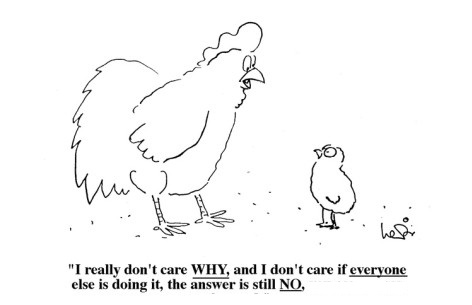 "I really don't care WHY, and I don't care if everyone
else is doing it, the answer is still NO,